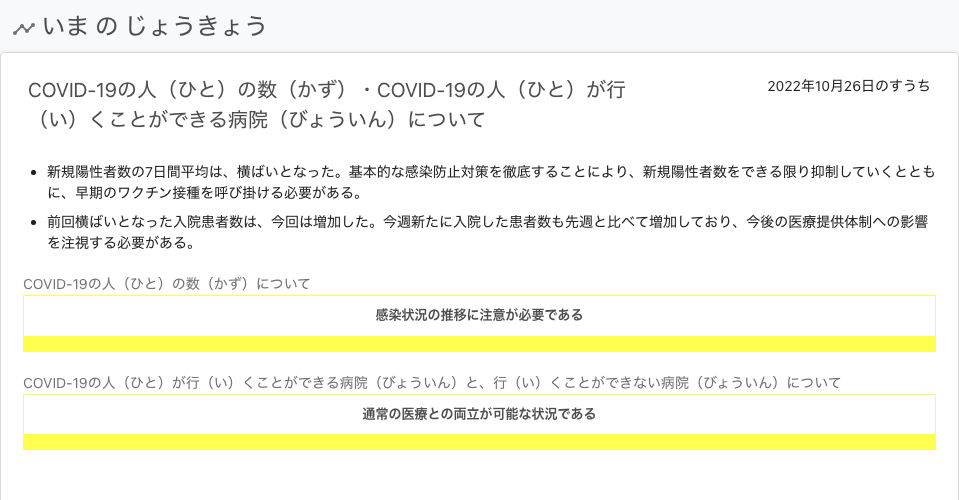 いま の じょうきょう
COVID-19の人（ひと）の数（かず）・COVID-19の人（ひと）が行
（い）くことができる病院（びょういん）について
2022年10月26日のすうち
• 新規陽性者数の7日間平均は、横ばいとなった。基本的な感染防止対策を徹底することにより、新規陽性者数をできる限り抑制していくととも
に、早期のワクチン接種を呼び掛ける必要がある。
• 前回横ばいとなった入院患者数は、今回は増加した。今週新たに入院した患者数も先週と比べて増加しており、今後の医療提供体制への影響
を注視する必要がある。
COVID-19の人（ひと）の数（かず）について
感染状況の推移に注意が必要である
COVID-19の人（ひと）が行（い）くことができる病院（びょういん）と、行（い）くことができない病院（びょういん）について
通常の医療との両立が可能な状況である